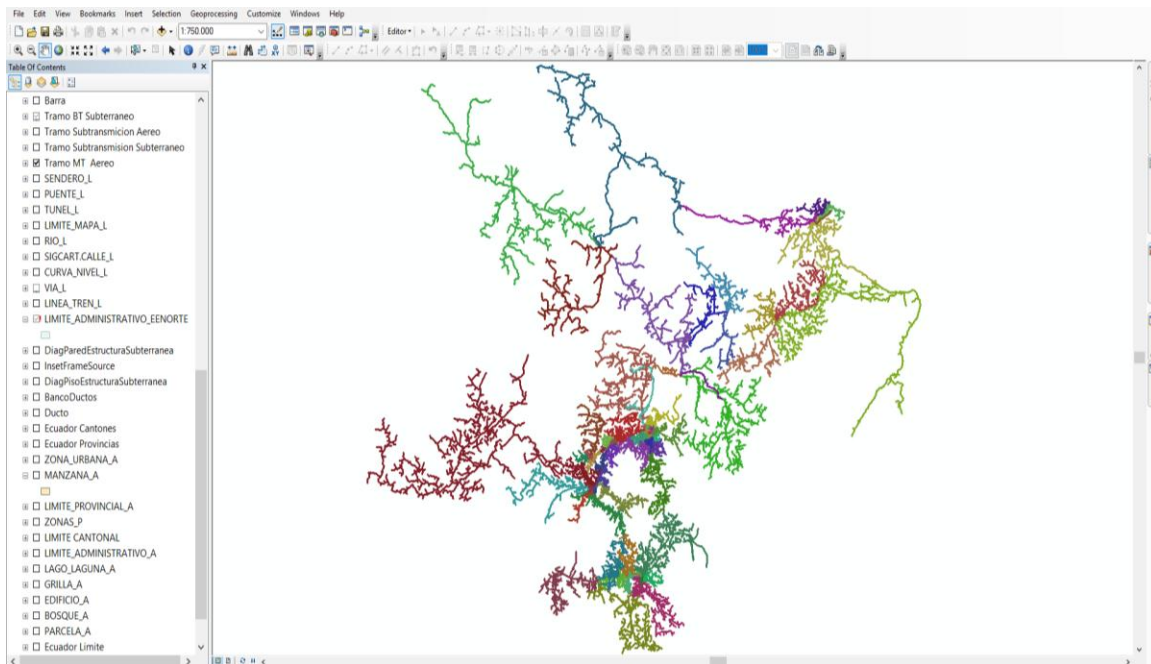 File Edit View Bookmarks Insert Selection Geoprocessing Customize Windows Help
1:750.000
Editor
Table Of Contents
Barra
Tramo BT Subterraneo
Tramo Subtransmicion Aereo
Tramo Subtransmision Subterraneo
Tramo MT Aereo
SENDERO_L
PUENTE_L
TUNEL_L
LIMITE_MAPA_L
RIO_L
SIGCART.CALLE_L
CURVA_NIVEL_L
VIA_L
LINEA_TREN_L
LIMITE_ADMINISTRATIVO_EENORTE
DiagParedEstructuraSubterranea
InsetFrameSource
DiagPisoEstructuraSubterranea
BancoDuctos
Ducto
Ecuador Cantones
Ecuador Provincias
ZONA_URBANA_A
MANZANA_A
LIMITE_PROVINCIAL_A
ZONAS_P
LIMITE CANTONAL
LIMITE_ADMINISTRATIVO_A
LAGO_LAGUNA_A
GRILLA_A
EDIFICIO_A
BOSQUE_A
PARCELA_A
Ecuador Limite